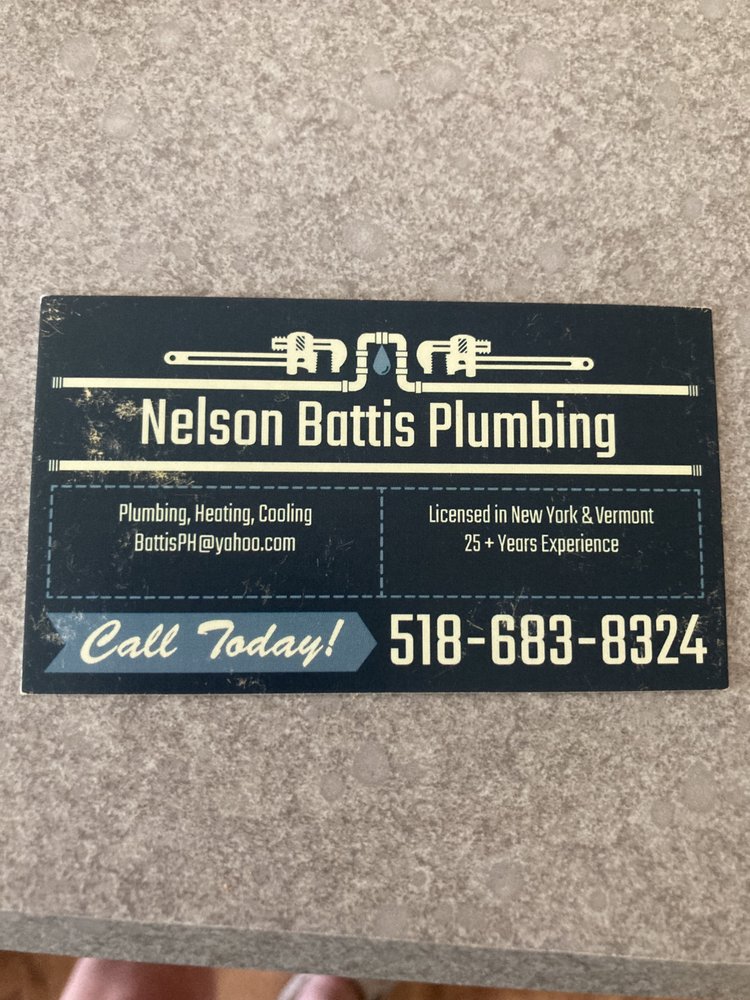 Nelson Battis Plumbing
Plumbing, Heating, Cooling
BattisPH@yahoo.com
Licensed in New York & Vermont
25 + Years Experience
Call Today!
518-683-8324